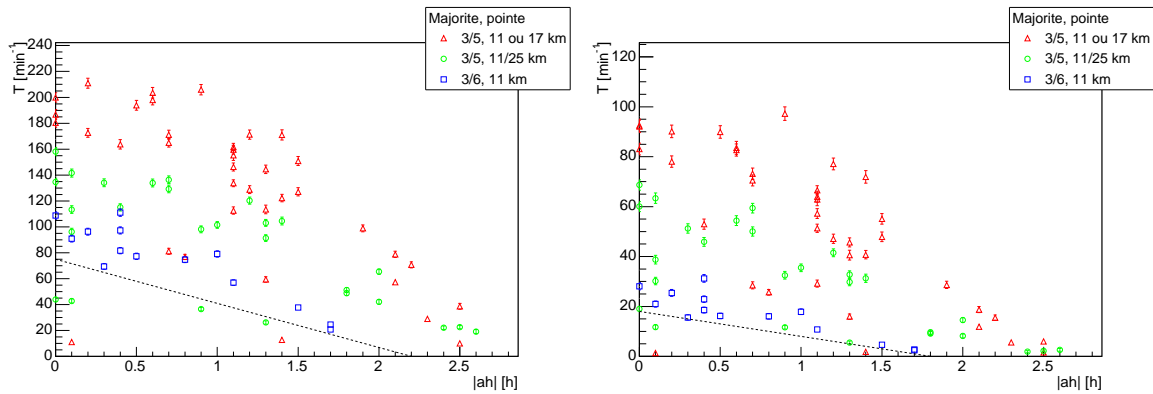 Majorite, pointe
3/5, 11 ou 17 km
3/5, 11/25 km
3/6, 11 km
T [min⁻¹]
240
220
200
180
160
140
120
100
80
60
40
20
0
0 0.5 1 1.5 2 2.5
|ah| [h]
Majorite, pointe
3/5, 11 ou 17 km
3/5, 11/25 km
3/6, 11 km
T [min⁻¹]
120
100
80
60
40
20
0
0 0.5 1 1.5 2 2.5
|ah| [h]